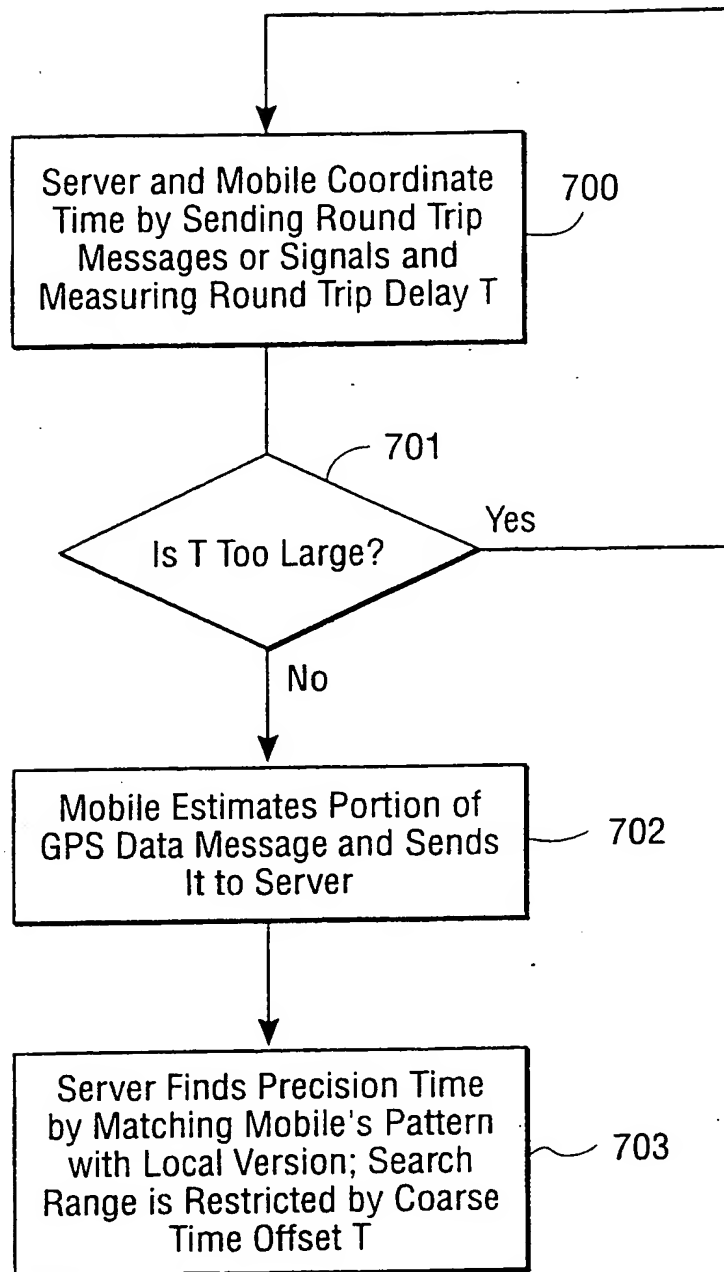 Server and Mobile Coordinate
Time by Sending Round Trip
Messages or Signals and
Measuring Round Trip Delay T
700
701
Is T Too Large?
Yes
No
Mobile Estimates Portion of
GPS Data Message and Sends
It to Server
702
Server Finds Precision Time
by Matching Mobile's Pattern
with Local Version; Search
Range is Restricted by Coarse
Time Offset T
703